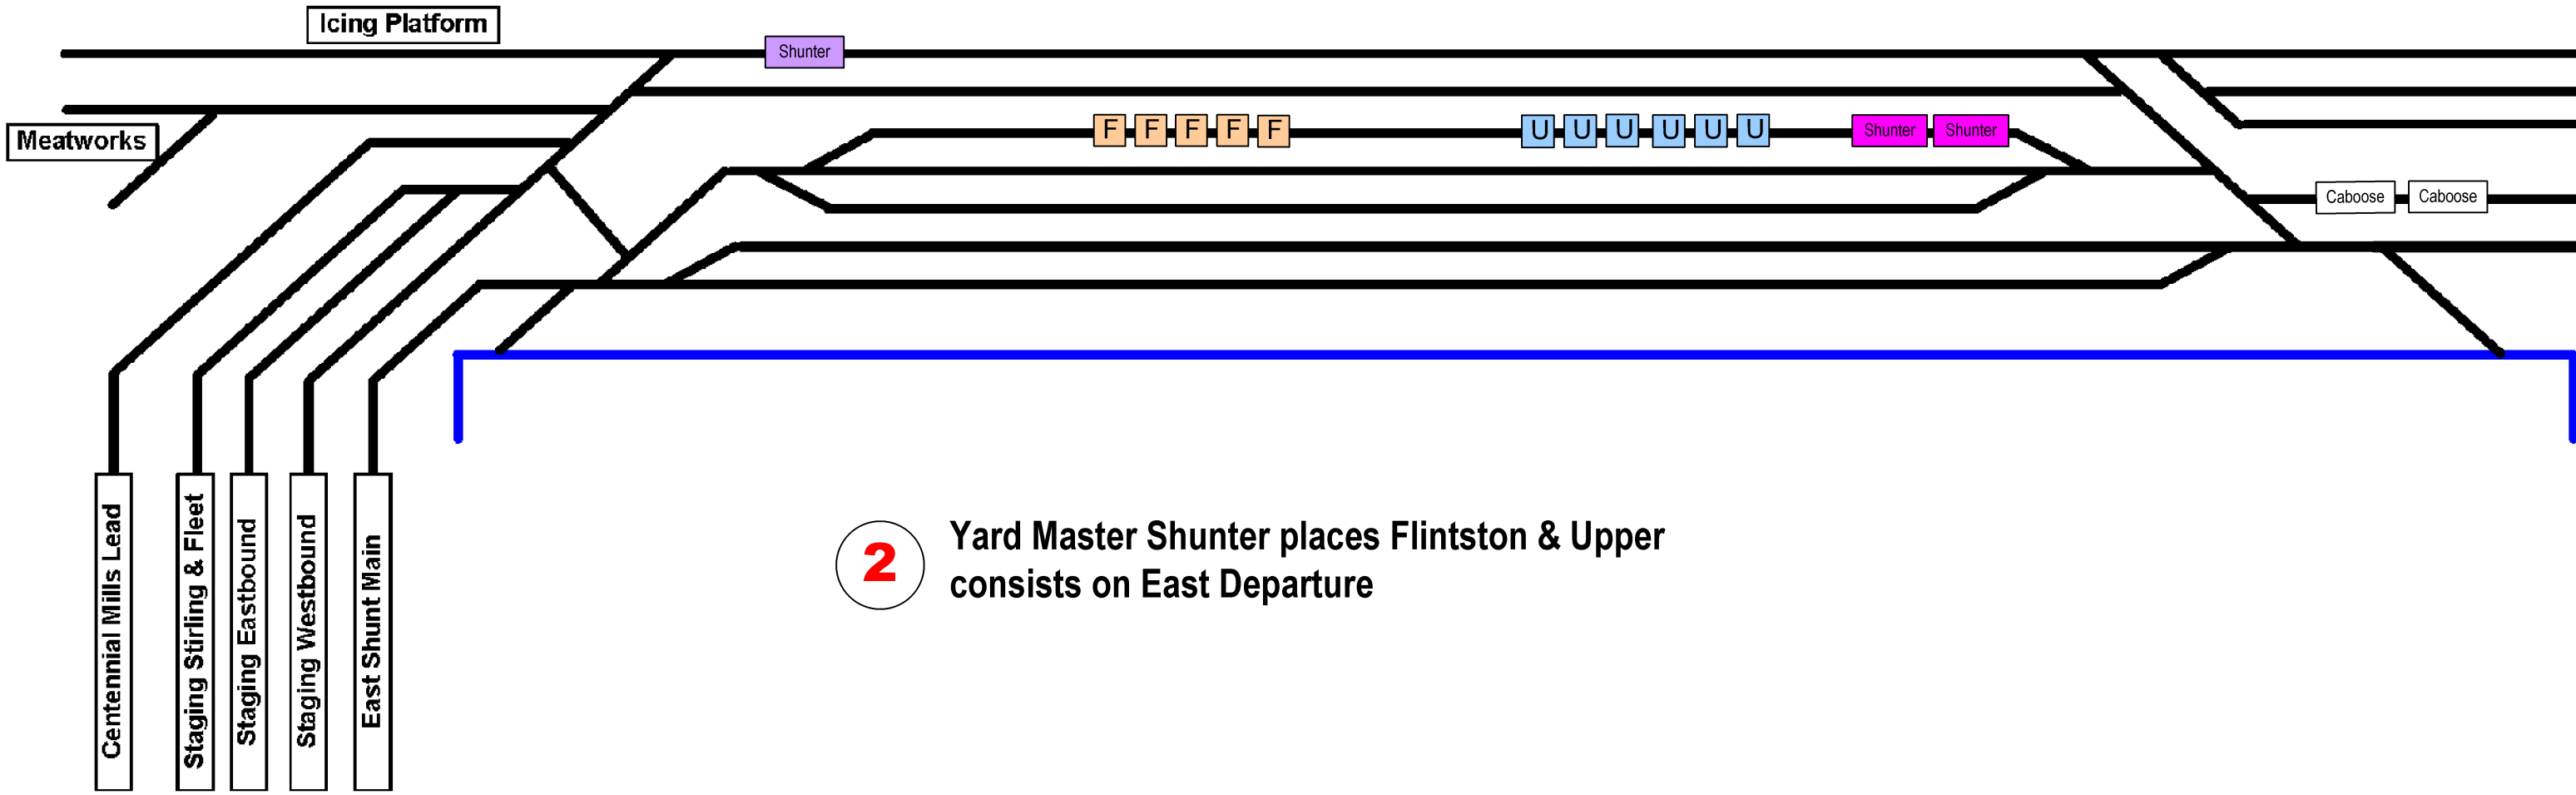 Icing Platform
Shunter
Meatworks
F F F F F U U U U U U Shunter Shunter
Caboose Caboose
Centennial Mills Lead
Staging Stirling & Fleet
Staging Eastbound
Staging Westbound
East Shunt Main
2
Yard Master Shunter places Flintston & Upper
consists on East Departure